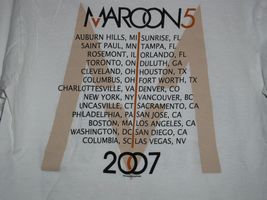 MAROON 5
AUBURN HILLS, MI SUNRISE, FL
SAINT PAUL, MN TAMPA, FL
ROSEMONT, IL ORLANDO, FL
TORONTO, ON DULUTH, GA
CLEVELAND, OH HOUSTON, TX
COLUMBUS, OH FORT WORTH, TX
CHARLOTTESVILLE, VA DENVER, CO
NEW YORK, NY VANCOUVER, BC
UNCASVILLE, CT SACRAMENTO, CA
PHILADELPHIA, PA SAN JOSE, CA
BOSTON, MA LOS ANGELES, CA
WASHINGTON, DC SAN DIEGO, CA
COLUMBIA, SC LAS VEGAS, NV
2007